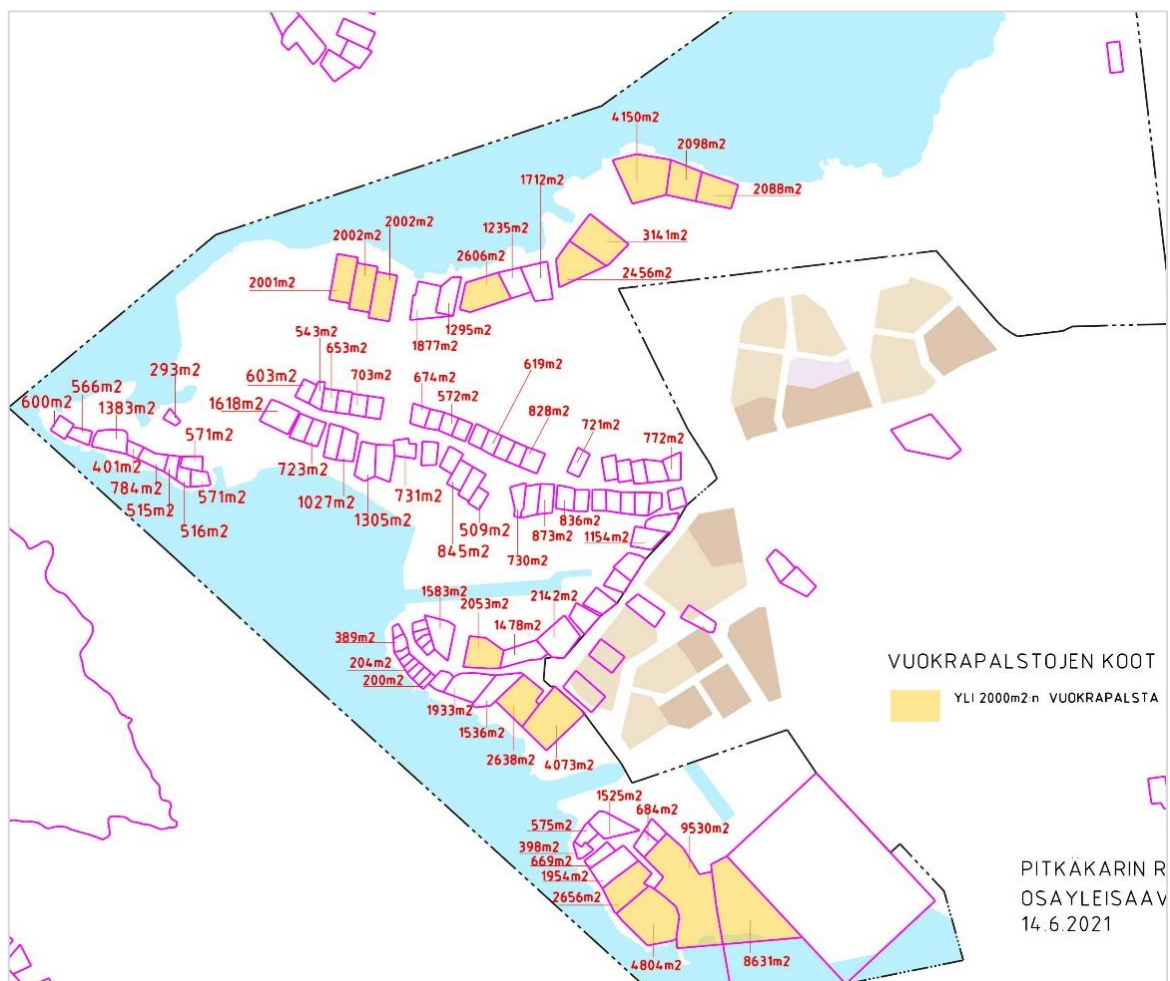 4150m2
2098m2
1712m2
2088m2
2002m2
1235m2
2002m2
3141m2
2606m2
2001m2
2456m2
1295m2
1877m2
543m2
653m2
619m2
293m2
703m2
674m2
603m2
566m2
572m2
600m2
1383m2
1618m2
828m2
721m2
571m2
772m2
401m2
723m2
731m2
784m2
571m2
1027m2
515m2
1305m2
509m2
836m2
516m2
873m2
1154m2
845m2
730m2
1583m2
2142m2
2053m2
1478m2
389m2
204m2
200m2
1933m2
1536m2
2638m2
4073m2
VUOKRAPALSTOJEN KOOT
YLI 2000m2:n VUOKRAPALSTA
1525m2
684m2
575m2
9530m2
398m2
669m2
1954m2
2656m2
4804m2
8631m2
PITKÄKARIN R
OSAYLEISAAV
14.6.2021